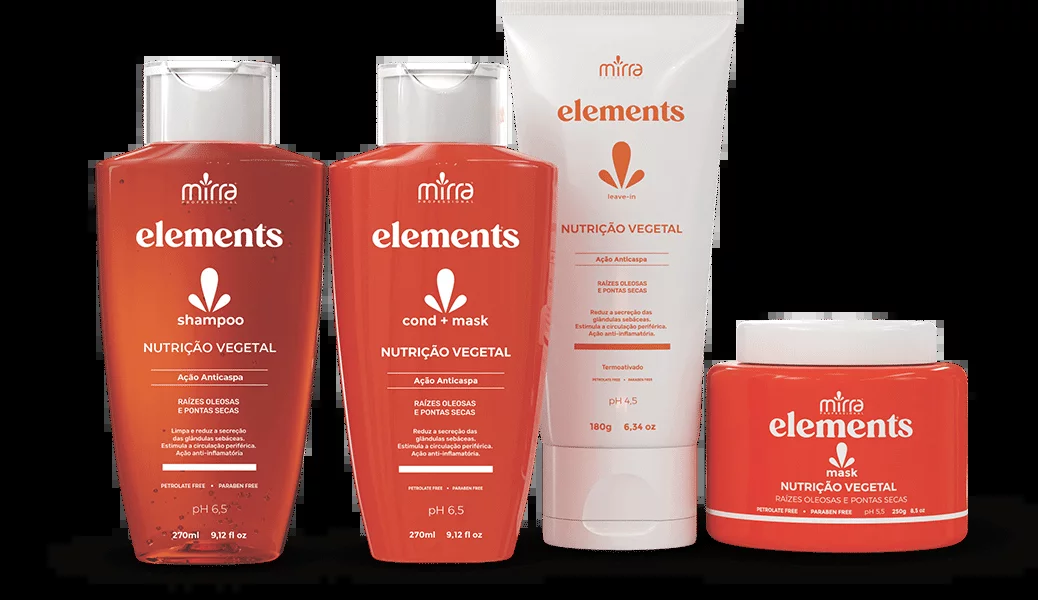 mirra
PROFESSIONAL
elements
shampoo
NUTRIÇÃO VEGETAL
Ação Anticaspa
RAÍZES OLEOSAS
E PONTAS SECAS
Limpa e reduz a secreção
das glândulas sebáceas.
Estimula a circulação periférica.
Ação anti-inflamatória
PETROLATE FREE • PARABEN FREE
pH 6,5
270ml 9,12 fl oz
mirra
PROFESSIONAL
elements
cond + mask
NUTRIÇÃO VEGETAL
Ação Anticaspa
RAÍZES OLEOSAS
E PONTAS SECAS
Reduz a secreção das
glândulas sebáceas.
Estimula a circulação periférica.
Ação anti-inflamatória.
PETROLATE FREE • PARABEN FREE
pH 6,5
270ml 9,12 fl oz
mirra
elements
leave-in
NUTRIÇÃO VEGETAL
Ação Anticaspa
RAÍZES OLEOSAS
E PONTAS SECAS
Reduz a secreção das
glândulas sebáceas.
Estimula a circulação periférica.
Ação anti-inflamatória.
Termoativado
PETROLATE FREE • PARABEN FREE
pH 4,5
180g 6,34 oz
mirra
PROFESSIONAL
elements
mask
NUTRIÇÃO VEGETAL
RAÍZES OLEOSAS E PONTAS SECAS
PETROLATE FREE • PARABEN FREE pH 5,5 250g 8,5 oz